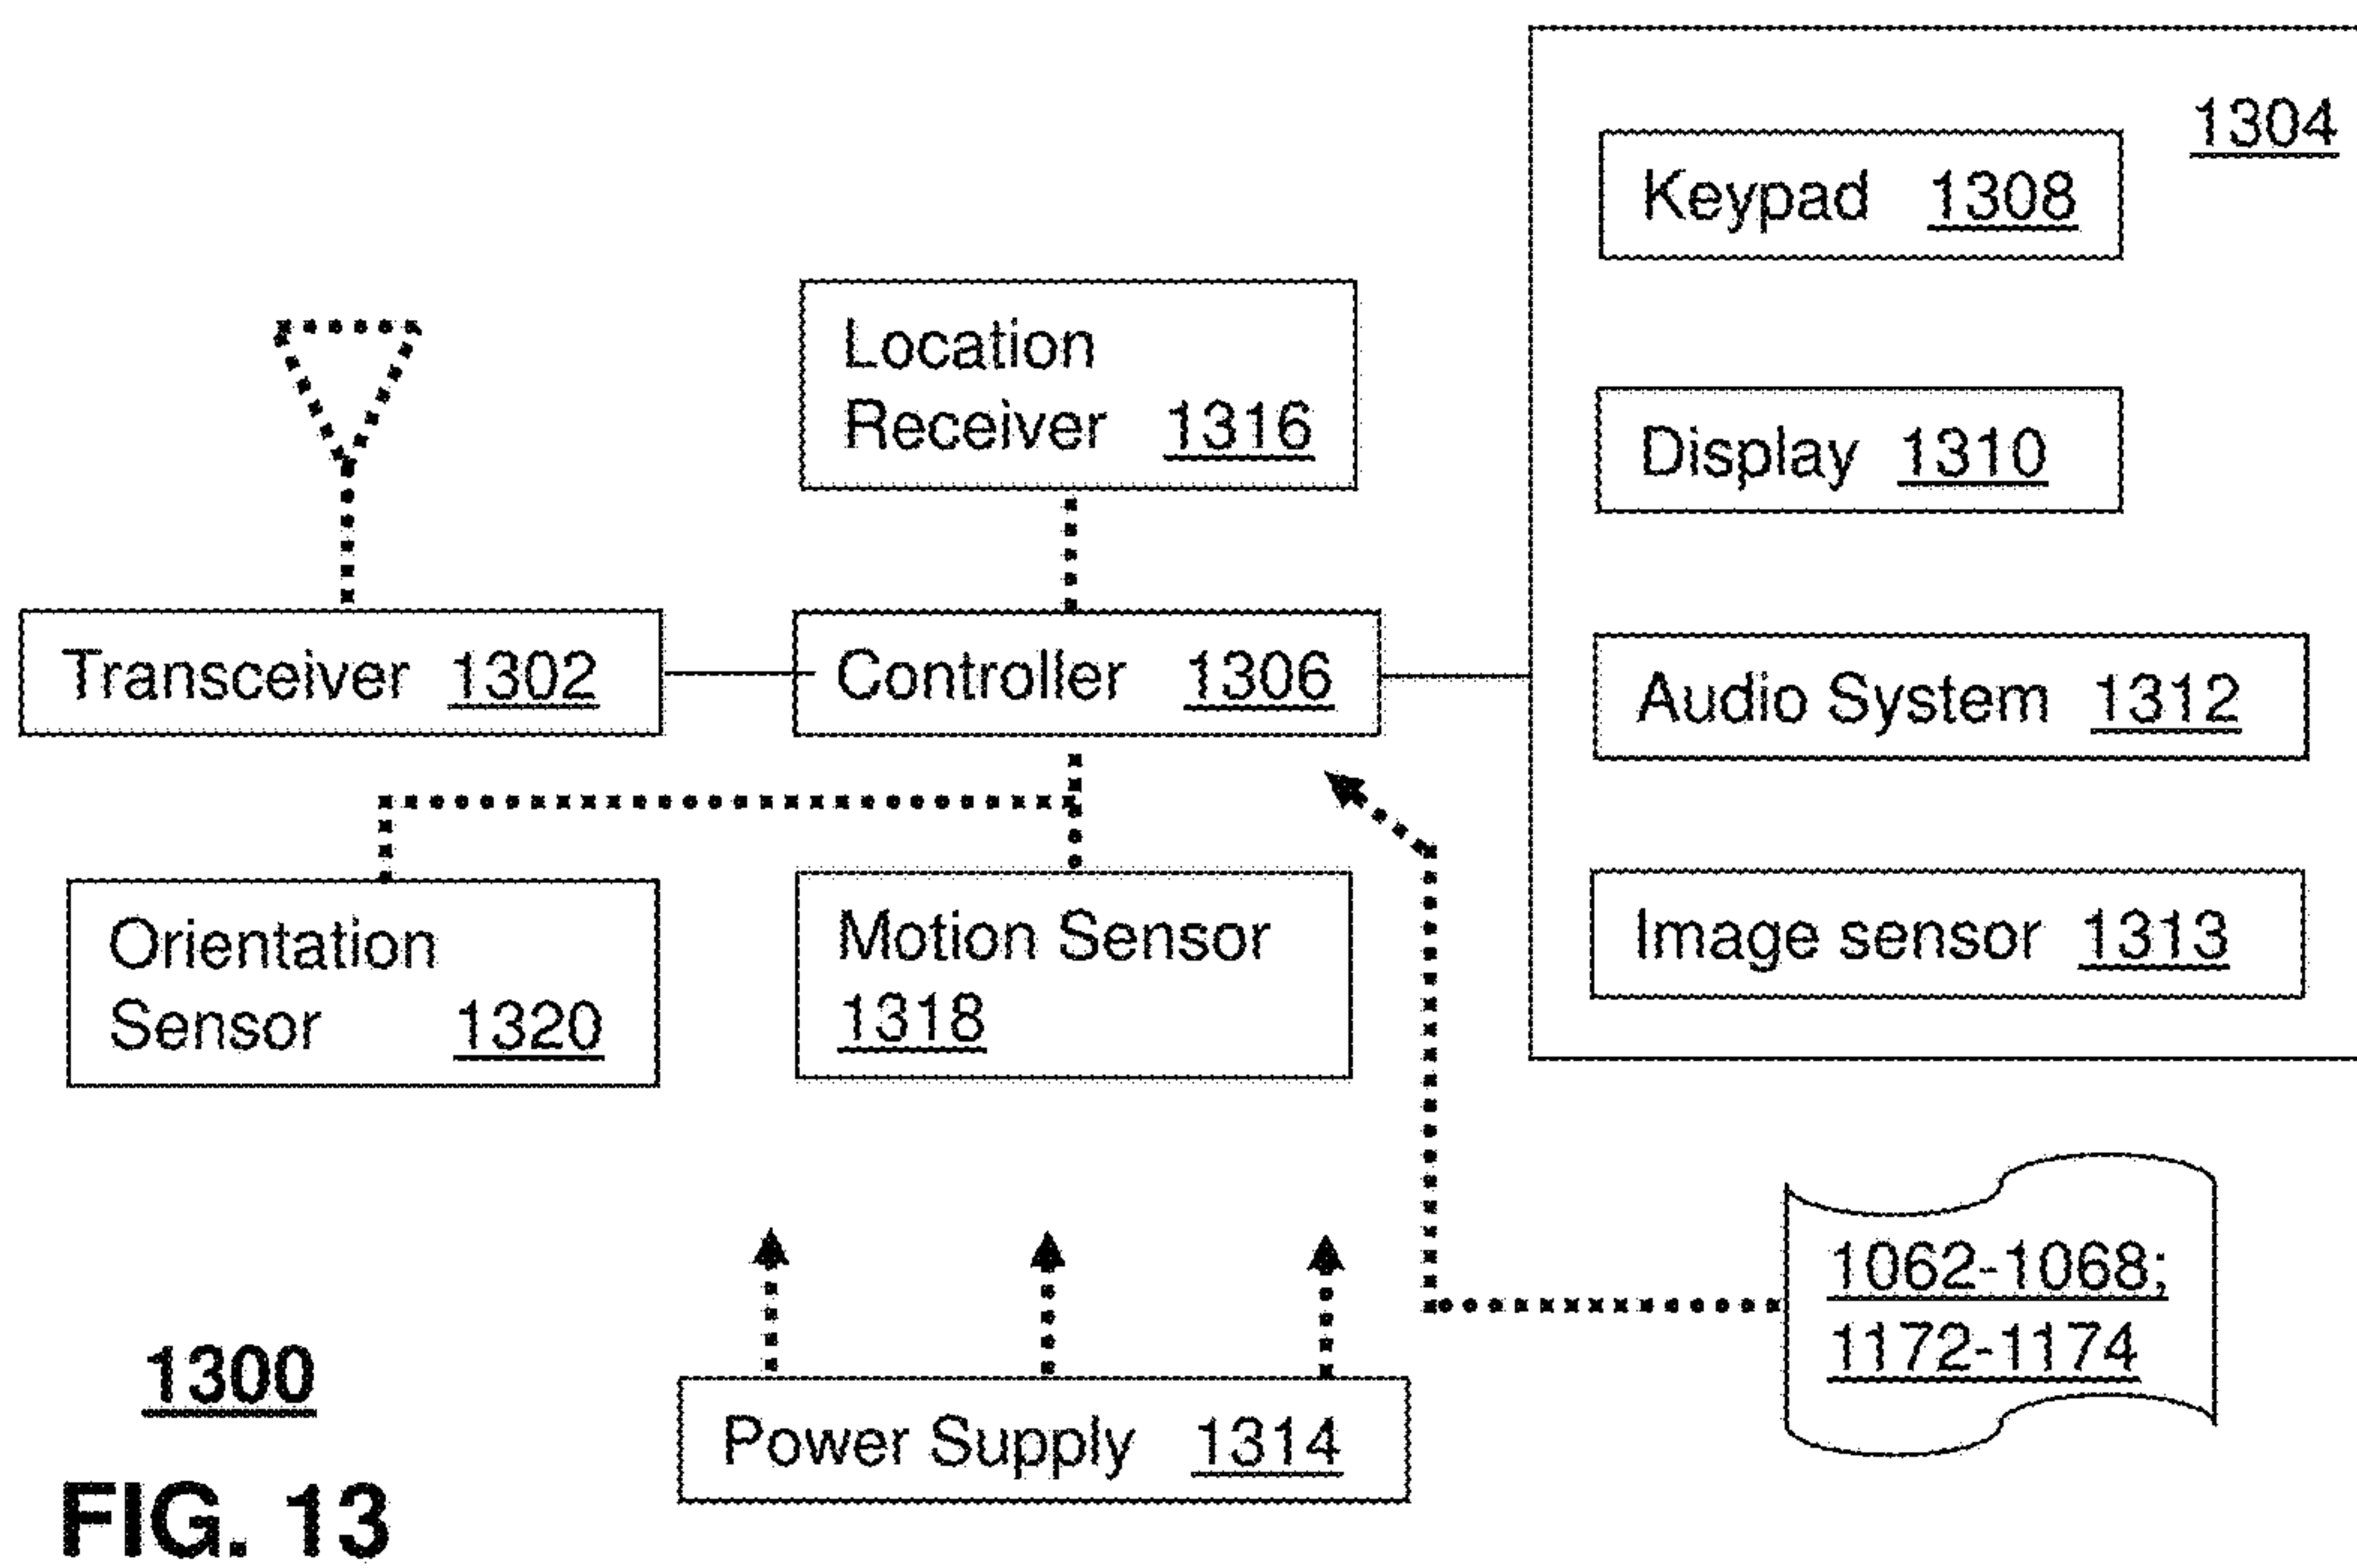 1304
Keypad 1308
Location
Receiver 1316
Display 1310
Transceiver 1302
Controller 1306
Audio System 1312
Orientation
Sensor 1320
Motion Sensor
1318
Image sensor 1313
1062-1068;
1172-1174
Power Supply 1314
1300
FIG. 13